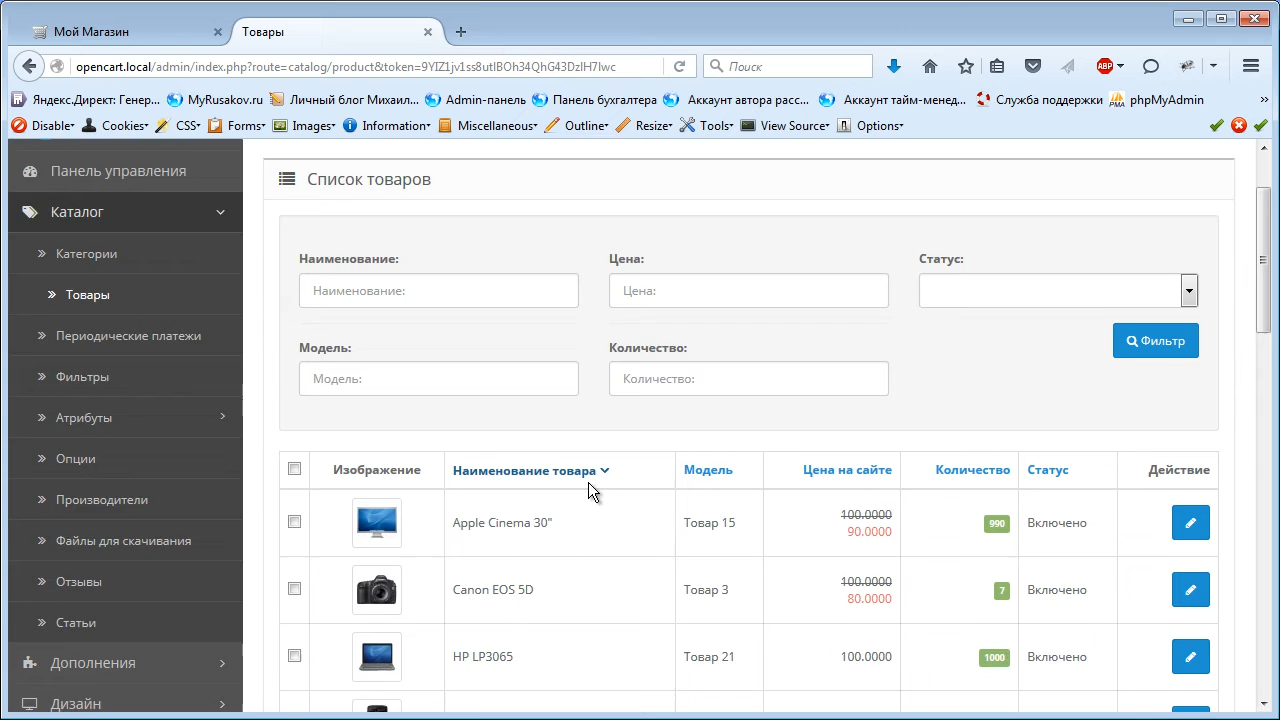 Мой Магазин
Товары
opencart.local/admin/index.php?route=catalog/product&token=9YIZ1jv1ss8utIBOh34QhG43DzIH7Iwc
Поиск
ABP
Яндекс.Директ: Генер... MyRusakov.ru Личный блог Михаил... Admin-панель Панель бухгалтера Аккаунт автора расс... Аккаунт тайм-менед... Служба поддержки phpMyAdmin
Disable Cookies CSS Forms Images Information Miscellaneous Outline Resize Tools View Source Options
Панель управления
Каталог
Категории
Товары
Периодические платежи
Фильтры
Атрибуты
Опции
Производители
Файлы для скачивания
Отзывы
Статьи
Дополнения
Дизайн
Список товаров
Наименование: Цена: Статус:
Наименование: Цена:
Фильтр
Модель: Количество:
Модель: Количество:
Изображение Наименование товара Модель Цена на сайте Количество Статус Действие
Apple Cinema 30" Товар 15 100.0000 990 Включено
90.0000
Canon EOS 5D Товар 3 100.0000 7 Включено
80.0000
HP LP3065 Товар 21 100.0000 1000 Включено